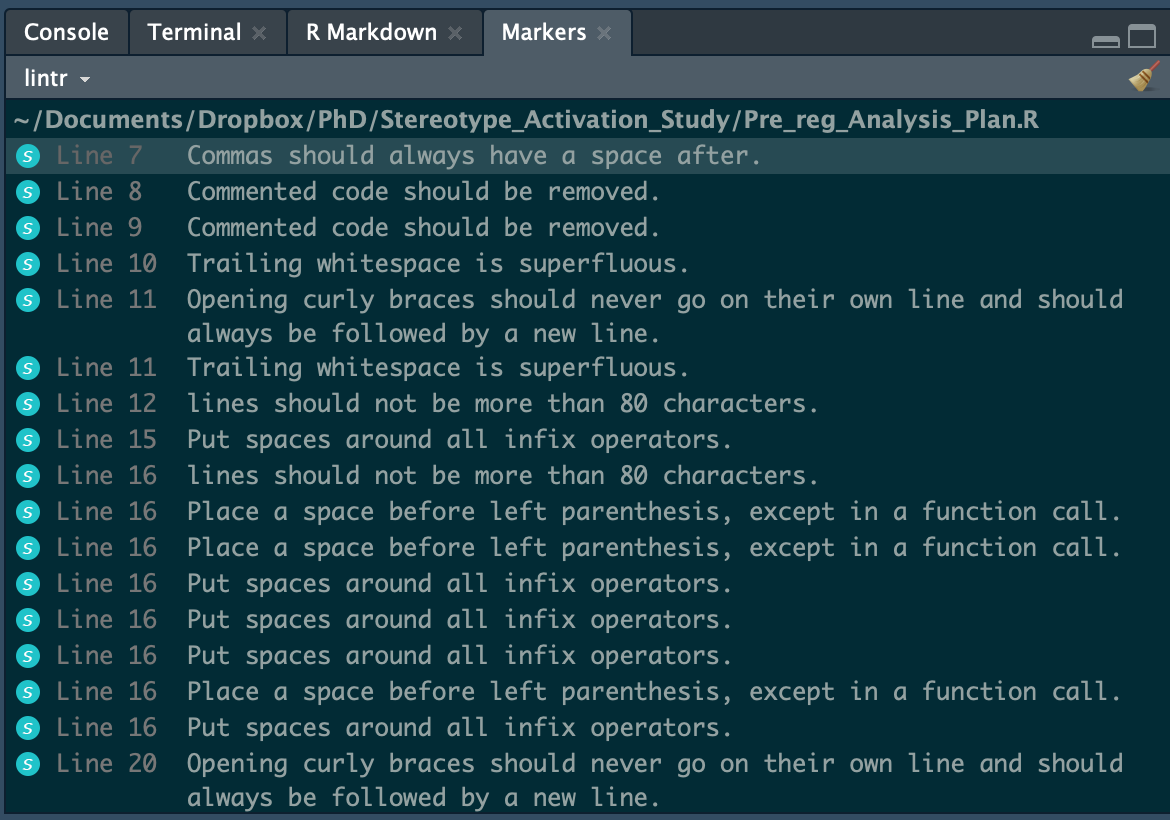 Console Terminal R Markdown Markers
lintr
~/Documents/Dropbox/PhD/Stereotype_Activation_Study/Pre_reg_Analysis_Plan.R
S Line 7 Commas should always have a space after.
S Line 8 Commented code should be removed.
S Line 9 Commented code should be removed.
S Line 10 Trailing whitespace is superfluous.
S Line 11 Opening curly braces should never go on their own line and should
always be followed by a new line.
S Line 11 Trailing whitespace is superfluous.
S Line 12 lines should not be more than 80 characters.
S Line 15 Put spaces around all infix operators.
S Line 16 lines should not be more than 80 characters.
S Line 16 Place a space before left parenthesis, except in a function call.
S Line 16 Place a space before left parenthesis, except in a function call.
S Line 16 Put spaces around all infix operators.
S Line 16 Put spaces around all infix operators.
S Line 16 Put spaces around all infix operators.
S Line 16 Place a space before left parenthesis, except in a function call.
S Line 16 Put spaces around all infix operators.
S Line 20 Opening curly braces should never go on their own line and should
always be followed by a new line.